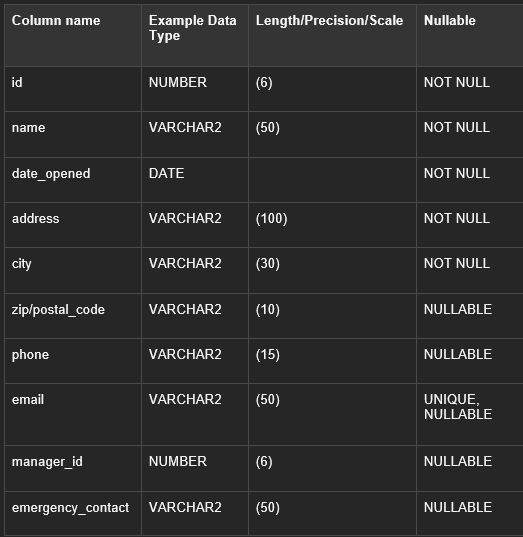 Column name Example Data Type Length/Precision/Scale Nullable
id NUMBER (6) NOT NULL
name VARCHAR2 (50) NOT NULL
date_opened DATE NOT NULL
address VARCHAR2 (100) NOT NULL
city VARCHAR2 (30) NOT NULL
zip/postal_code VARCHAR2 (10) NULLABLE
phone VARCHAR2 (15) NULLABLE
email VARCHAR2 (50) UNIQUE, NULLABLE
manager_id NUMBER (6) NULLABLE
emergency_contact VARCHAR2 (50) NULLABLE